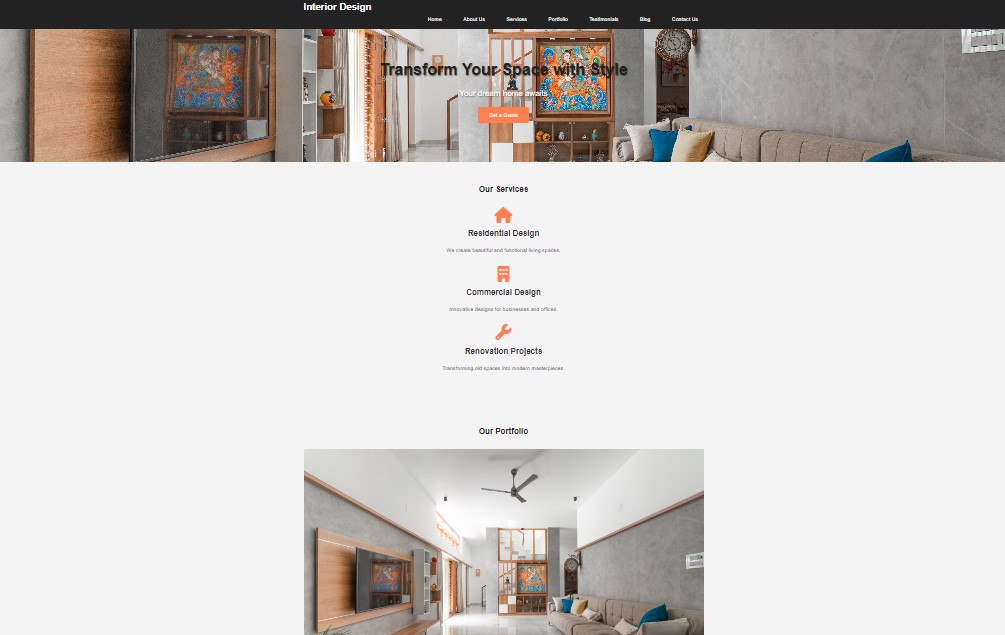 Interior Design
Home About Us Services Portfolio Testimonials Blog Contact Us
Transform Your Space with Style
Your dream home awaits
Get a Quote
Our Services
Residential Design
We create beautiful and functional living spaces.
Commercial Design
Innovative designs for businesses and offices.
Renovation Projects
Transforming old spaces into modern masterpieces.
Our Portfolio